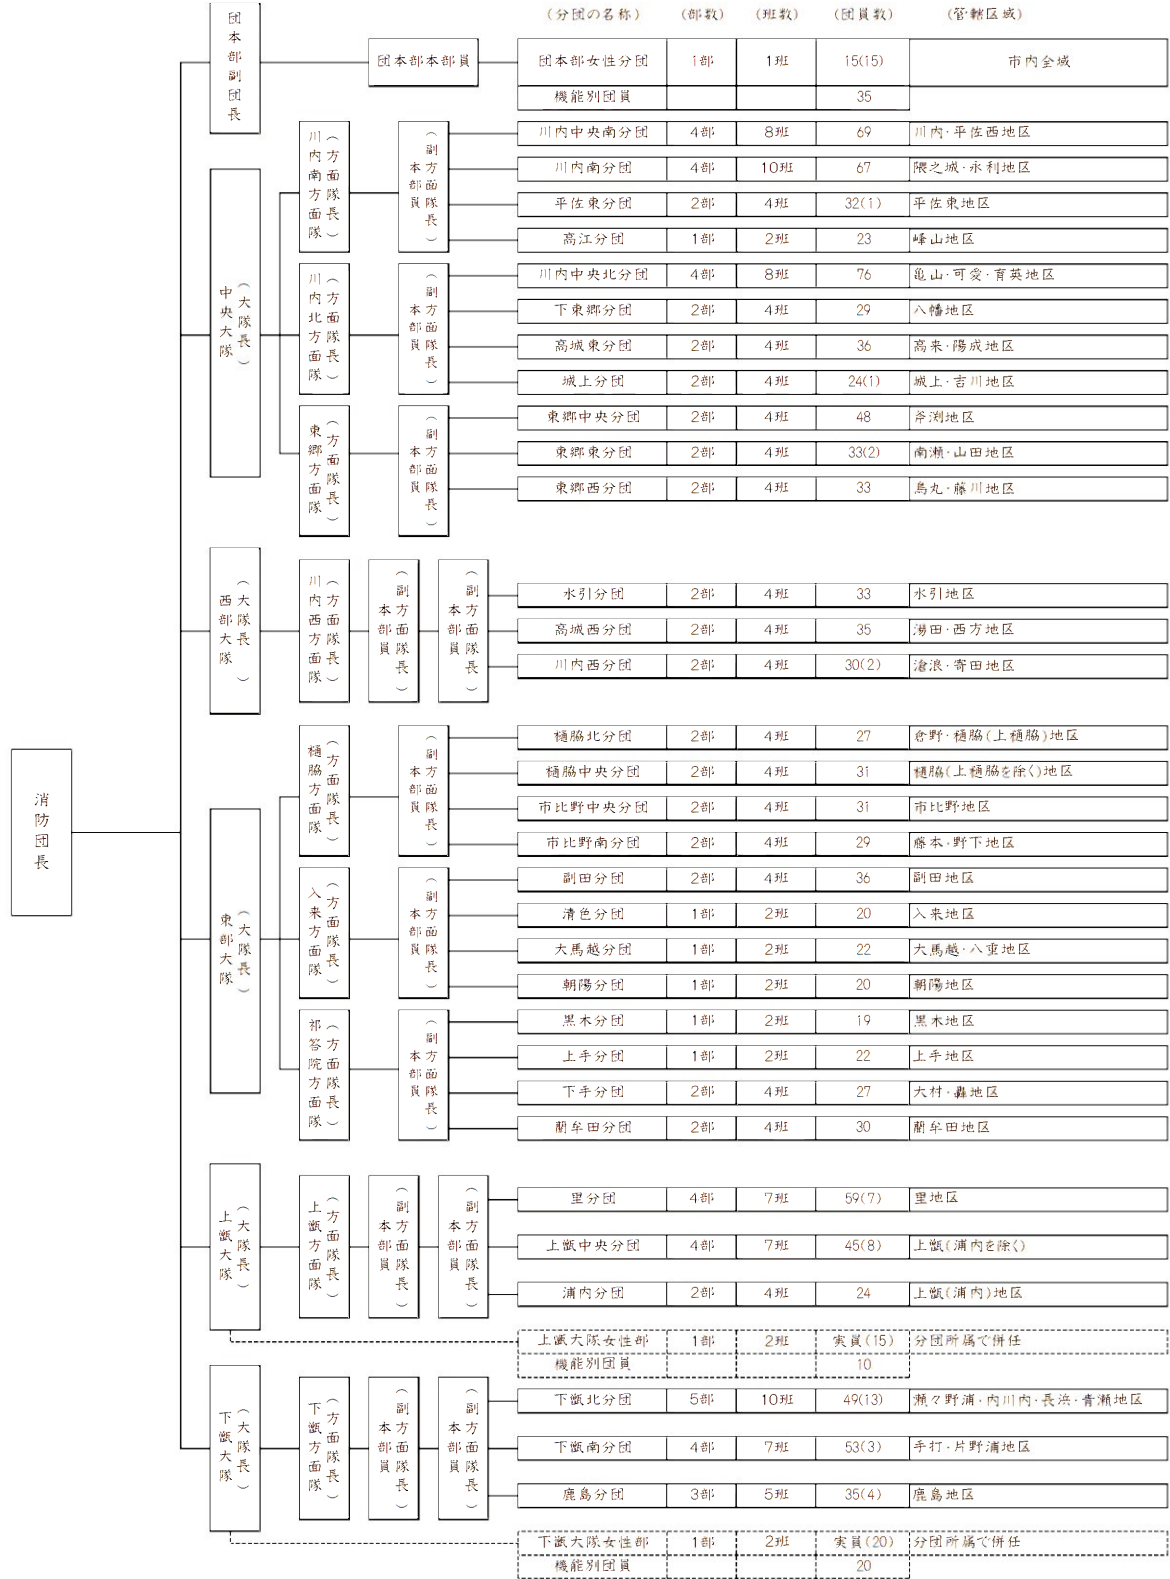 (分団の名称) (部数) (班数) (団員数) (管轄区域)
消防団長
団本部副団長
団本部本部員
団本部女性分団 1部 1班 15(15) 市内全域
機能別団員 35
中央大隊(大隊長)
川内南方面隊(方面隊長)
本部員(副方面隊長)
川内中央南分団 4部 8班 69 川内・平佐西地区
川内南分団 4部 10班 67 隈之城・永利地区
平佐東分団 2部 4班 32(1) 平佐東地区
高江分団 1部 2班 23 峰山地区
川内北方面隊(方面隊長)
本部員(副方面隊長)
川内中央北分団 4部 8班 76 亀山・可愛・育英地区
下東郷分団 2部 4班 29 八幡地区
高城東分団 2部 4班 36 高来・陽成地区
城上分団 2部 4班 24(1) 城上・吉川地区
東郷方面隊(方面隊長)
本部員(副方面隊長)
東郷中央分団 2部 4班 48 斧渕地区
東郷東分団 2部 4班 33(2) 南瀬・山田地区
東郷西分団 2部 4班 33 鳥丸・藤川地区
西部大隊(大隊長)
川内西方面隊(方面隊長)
本部員(副方面隊長)
本部員(副方面隊長)
水引分団 2部 4班 33 水引地区
高城西分団 2部 4班 35 湯田・西方地区
川内西分団 2部 4班 30(2) 滄浪・寄田地区
東部大隊(大隊長)
樋脇方面隊(方面隊長)
本部員(副方面隊長)
樋脇北分団 2部 4班 27 倉野・樋脇(上樋脇)地区
樋脇中央分団 2部 4班 31 樋脇(上樋脇を除く)地区
市比野中央分団 2部 4班 31 市比野地区
市比野南分団 2部 4班 29 藤本・野下地区
入来方面隊(方面隊長)
本部員(副方面隊長)
副田分団 2部 4班 36 副田地区
清色分団 1部 2班 20 入来地区
大馬越分団 1部 2班 22 大馬越・八重地区
朝陽分団 1部 2班 20 朝陽地区
祁答院方面隊(方面隊長)
本部員(副方面隊長)
黒木分団 1部 2班 19 黒木地区
上手分団 1部 2班 22 上手地区
下手分団 2部 4班 27 大村・轟地区
藺牟田分団 2部 4班 30 藺牟田地区
上甑大隊(大隊長)
上甑方面隊(方面隊長)
本部員(副方面隊長)
本部員(副方面隊長)
里分団 4部 7班 59(7) 里地区
上甑中央分団 4部 7班 45(8) 上甑(浦内を除く)
浦内分団 2部 4班 24 上甑(浦内)地区
上甑大隊女性部 1部 2班 実員(15) 分団所属で併任
機能別団員 10
下甑大隊(大隊長)
下甑方面隊(方面隊長)
本部員(副方面隊長)
本部員(副方面隊長)
下甑北分団 5部 10班 49(13) 瀬々野浦・内川内・長浜・青瀬地区
下甑南分団 4部 7班 53(3) 手打・片野浦地区
鹿島分団 3部 5班 35(4) 鹿島地区
下甑大隊女性部 1部 2班 実員(20) 分団所属で併任
機能別団員 20